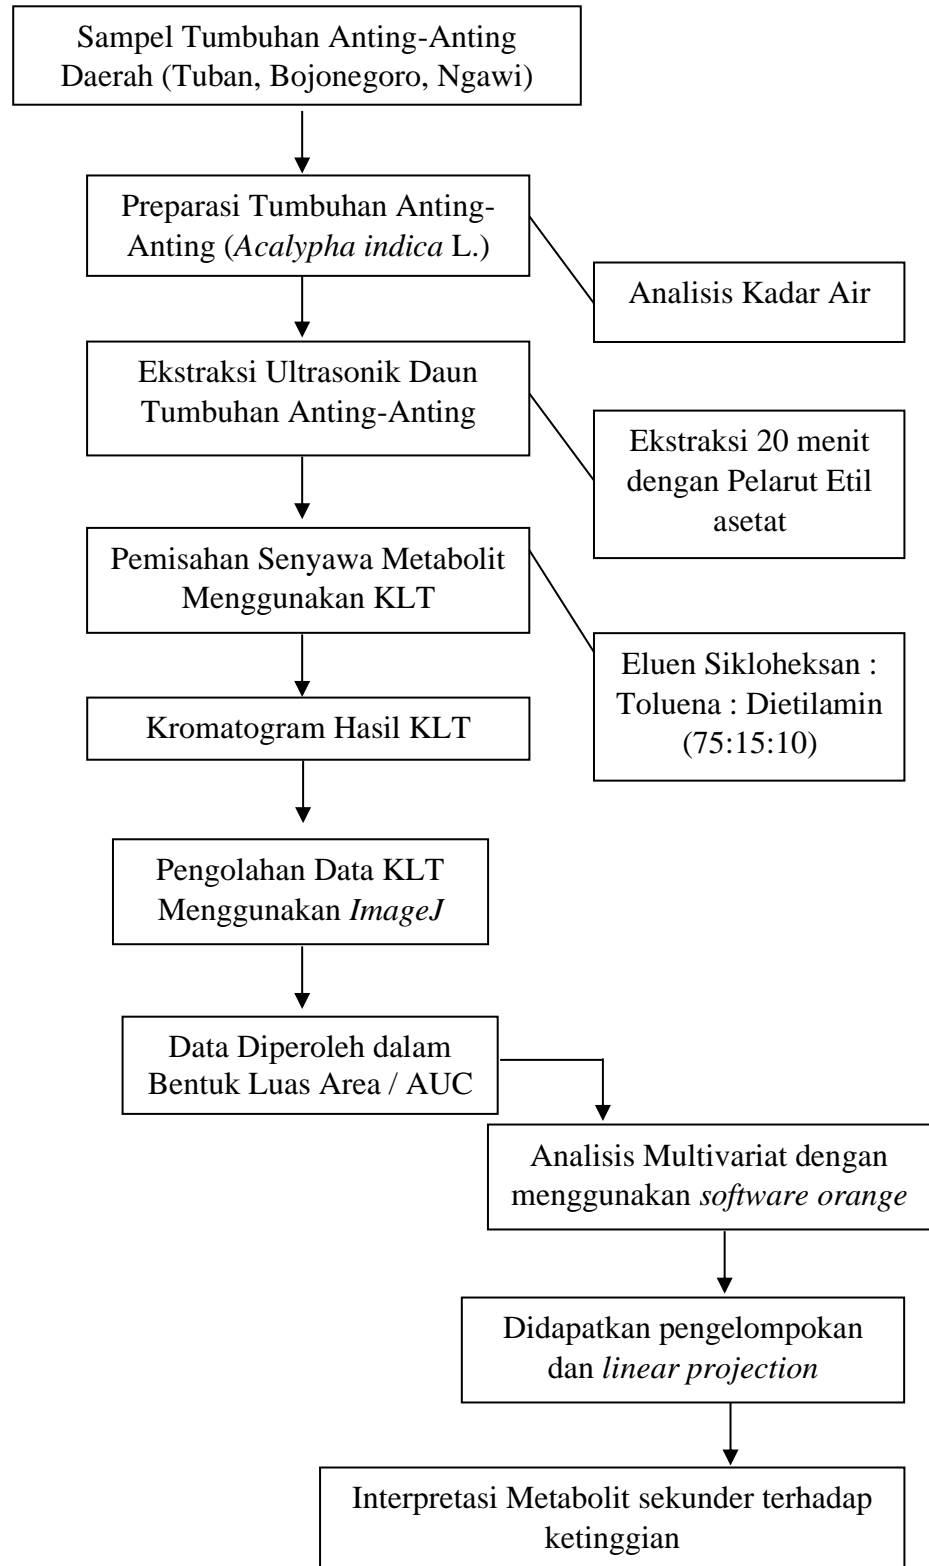 Sampel Tumbuhan Anting-Anting
Daerah (Tuban, Bojonegoro, Ngawi)
Preparasi Tumbuhan Anting-
Anting (Acalypha indica L.)
Analisis Kadar Air
Ekstraksi Ultrasonik Daun
Tumbuhan Anting-Anting
Ekstraksi 20 menit
dengan Pelarut Etil
asetat
Pemisahan Senyawa Metabolit
Menggunakan KLT
Eluen Sikloheksan :
Toluena : Dietilamin
(75:15:10)
Kromatogram Hasil KLT
Pengolahan Data KLT
Menggunakan ImageJ
Data Diperoleh dalam
Bentuk Luas Area / AUC
Analisis Multivariat dengan
menggunakan software orange
Didapatkan pengelompokan
dan linear projection
Interpretasi Metabolit sekunder terhadap
ketinggian